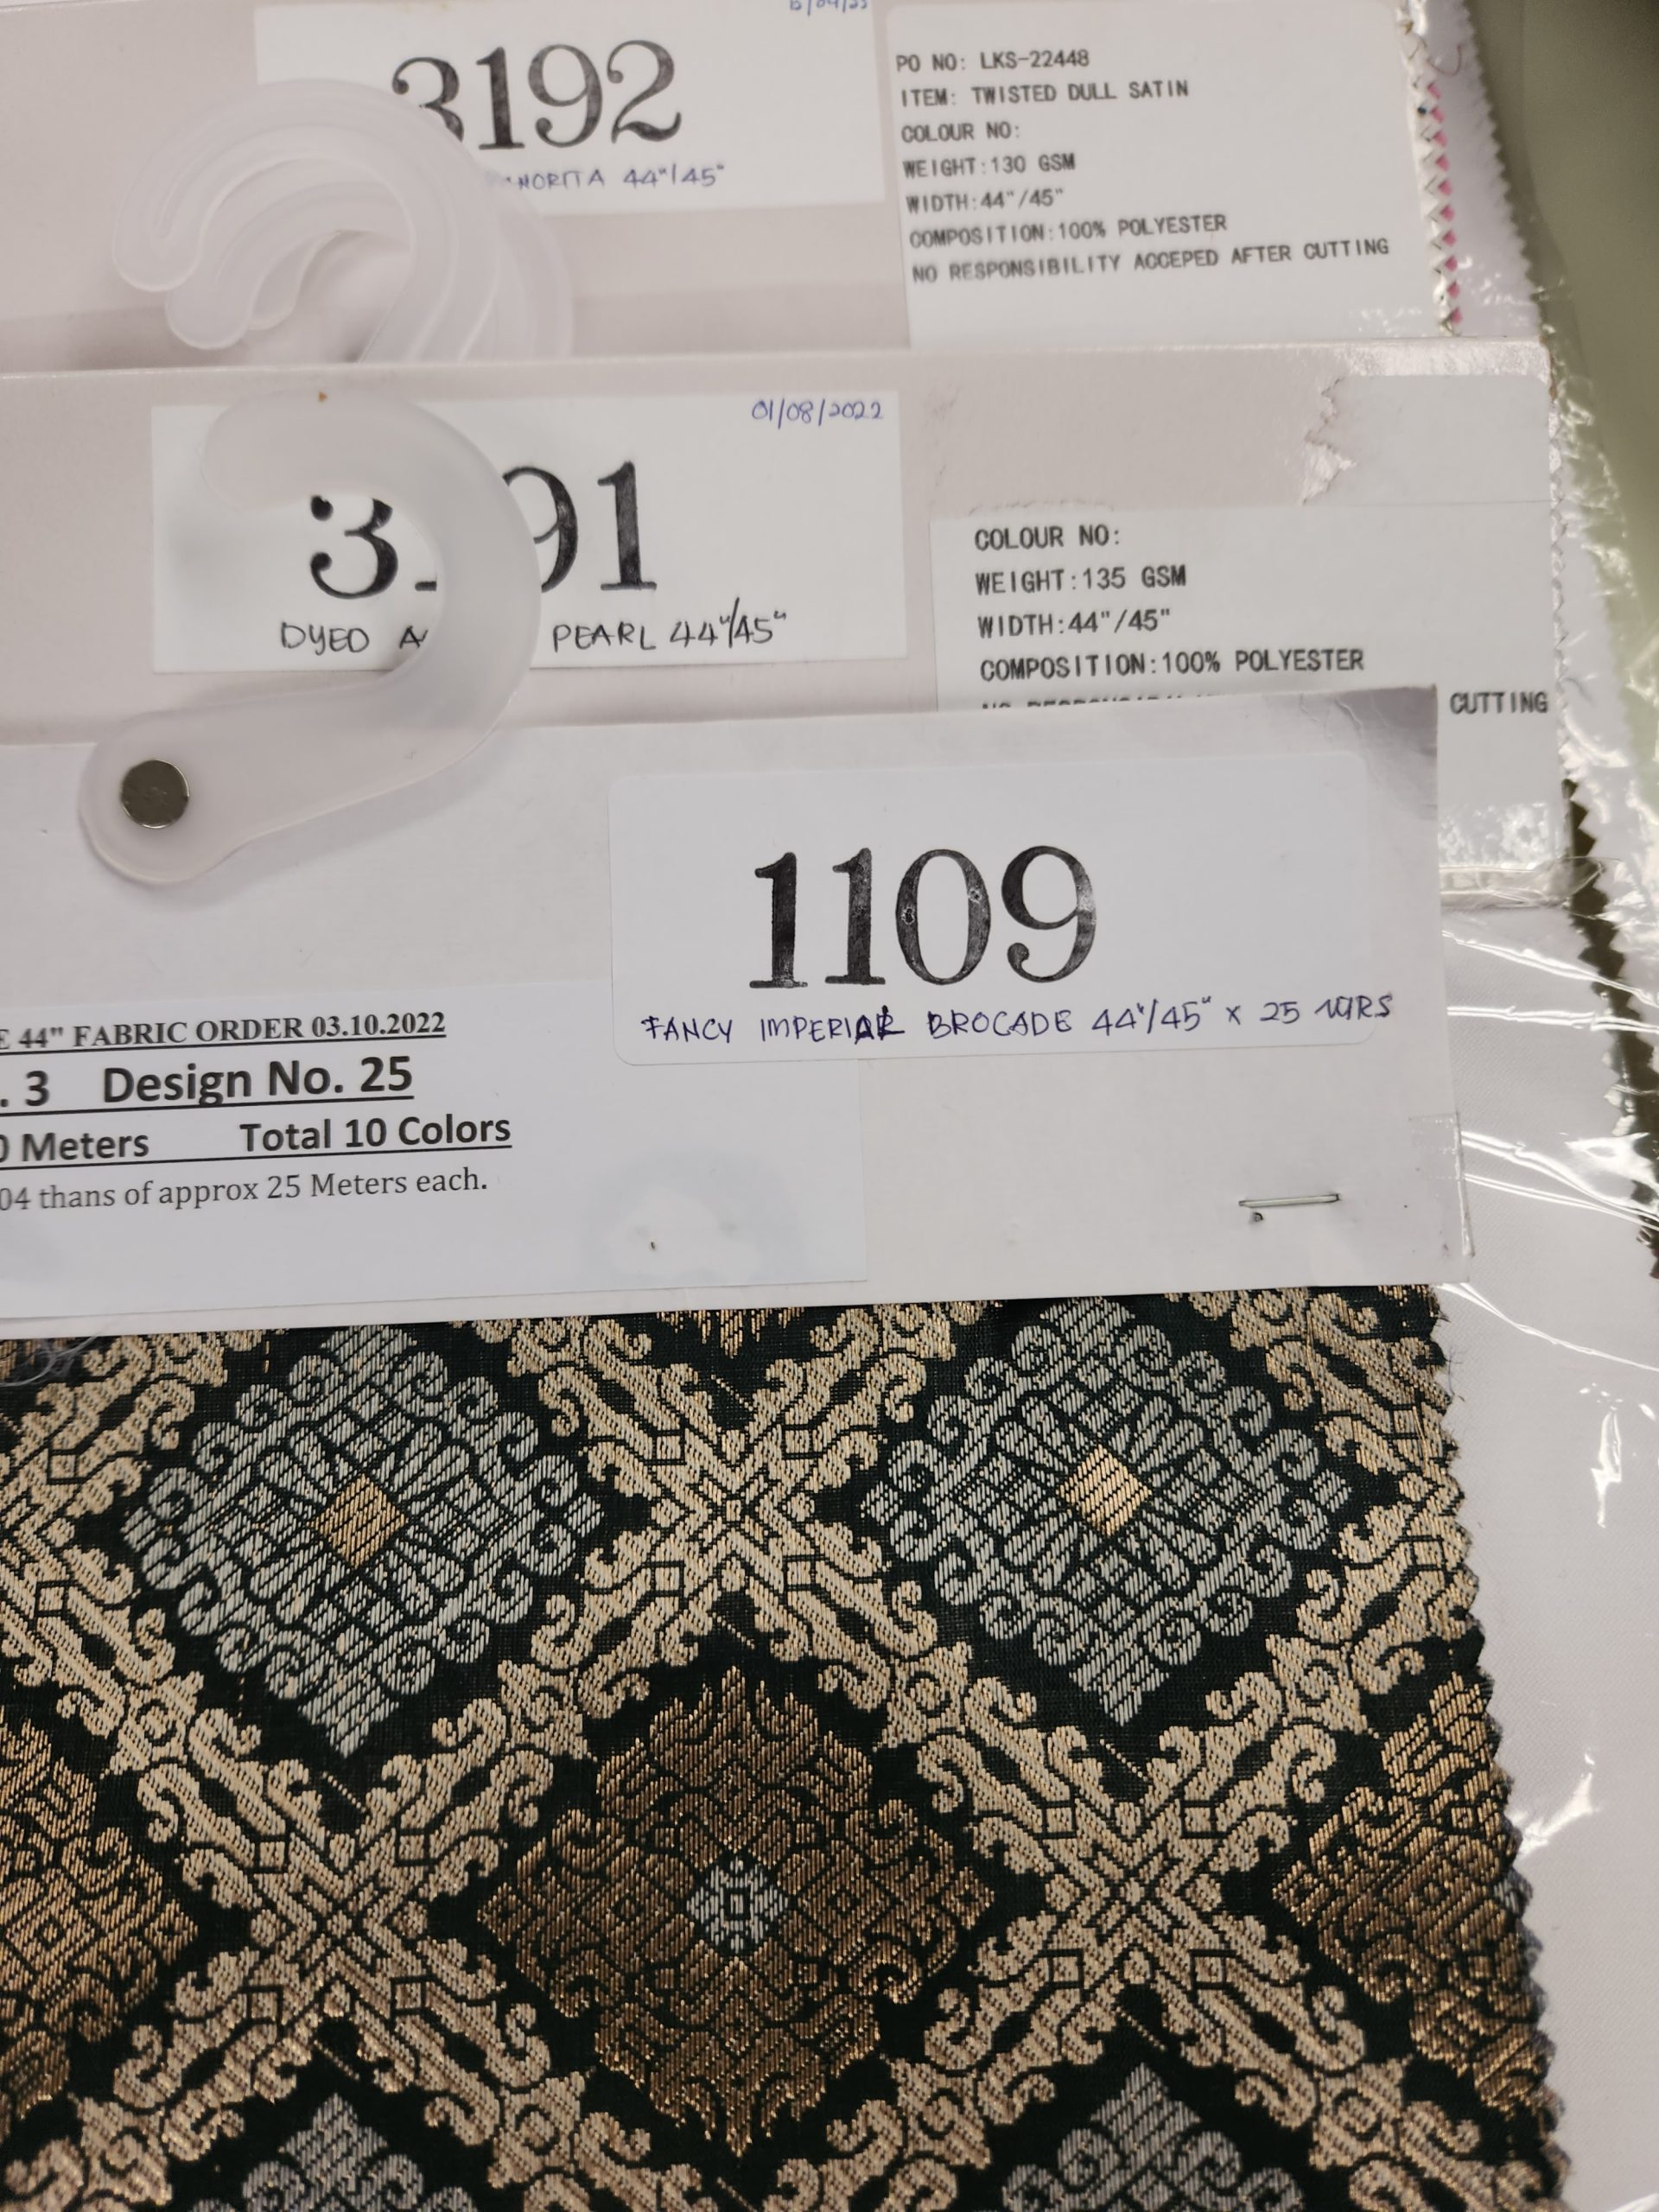 3192
44"/45"
PO NO: LKS-22448
ITEM: TWISTED DULL SATIN
COLOUR NO:
WEIGHT:130 GSM
WIDTH:44"/45"
COMPOSITION:100% POLYESTER
NO RESPONSIBILITY ACCEPED AFTER CUTTING
01/08/2022
91
DYED
PEARL 44"/45"
COLOUR NO:
WEIGHT:135 GSM
WIDTH:44"/45"
COMPOSITION:100% POLYESTER
CUTTING
1109
FANCY IMPERIAL BROCADE 44"/45" x 25 MTRS
44" FABRIC ORDER 03.10.2022
. 3 Design No. 25
Meters Total 10 Colors
04 thans of approx 25 Meters each.